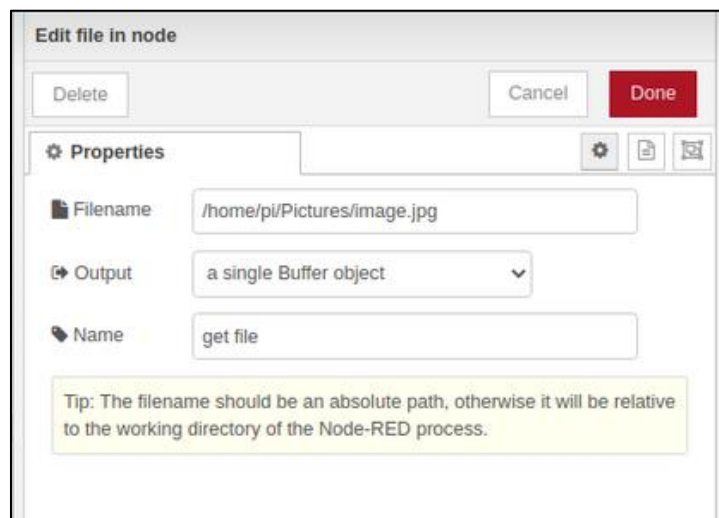 Edit file in node
Delete Cancel Done
Properties
Filename /home/pi/Pictures/image.jpg
Output a single Buffer object
Name get file
Tip: The filename should be an absolute path, otherwise it will be relative
to the working directory of the Node-RED process.